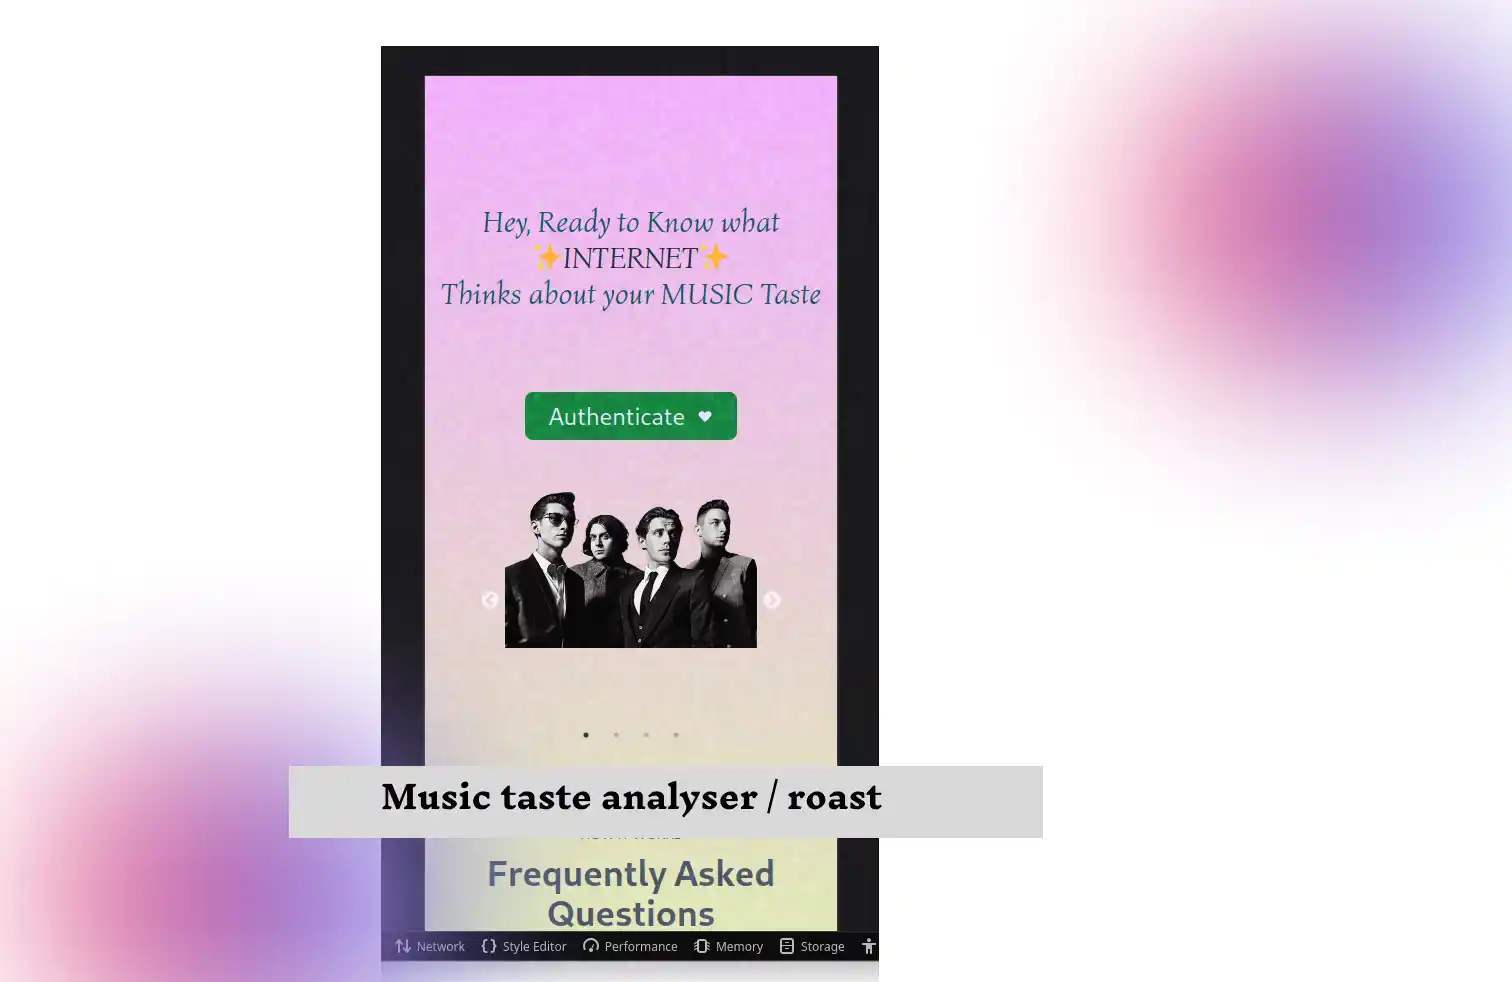 Hey, Ready to Know what
✨INTERNET✨
Thinks about your MUSIC Taste
Authenticate
Music taste analyser / roast
Frequently Asked
Questions
Network
Style Editor
Performance
Memory
Storage